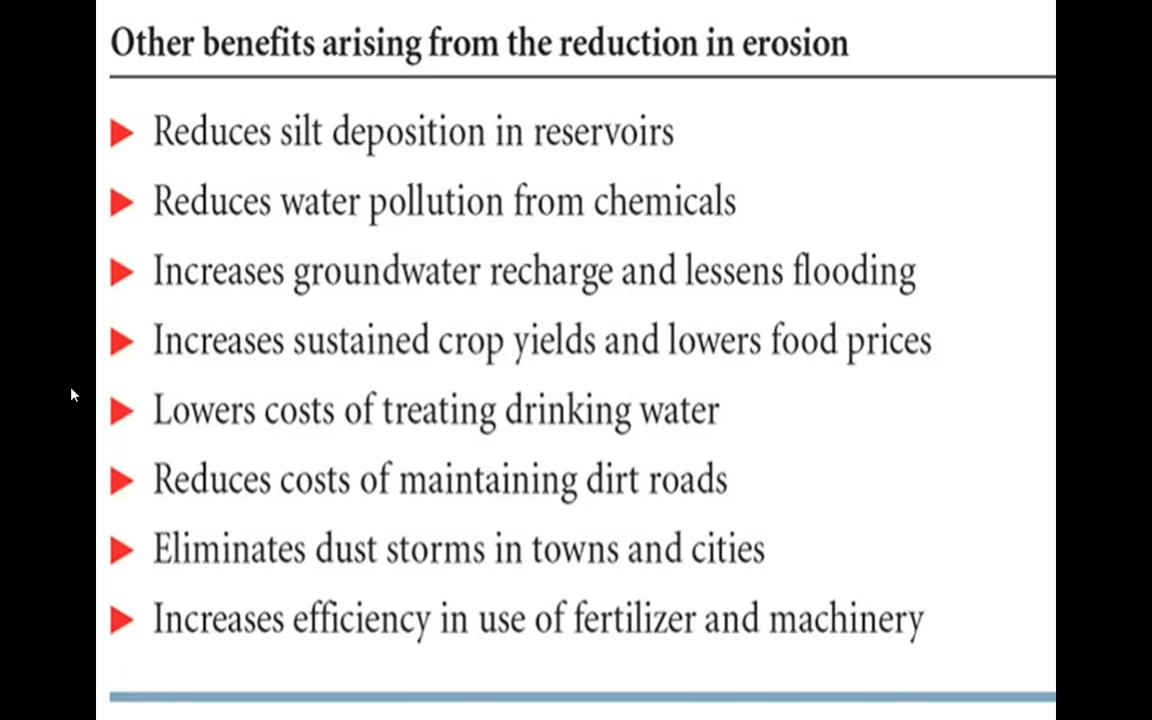 Other benefits arising from the reduction in erosion
Reduces silt deposition in reservoirs
Reduces water pollution from chemicals
Increases groundwater recharge and lessens flooding
Increases sustained crop yields and lowers food prices
Lowers costs of treating drinking water
Reduces costs of maintaining dirt roads
Eliminates dust storms in towns and cities
Increases efficiency in use of fertilizer and machinery